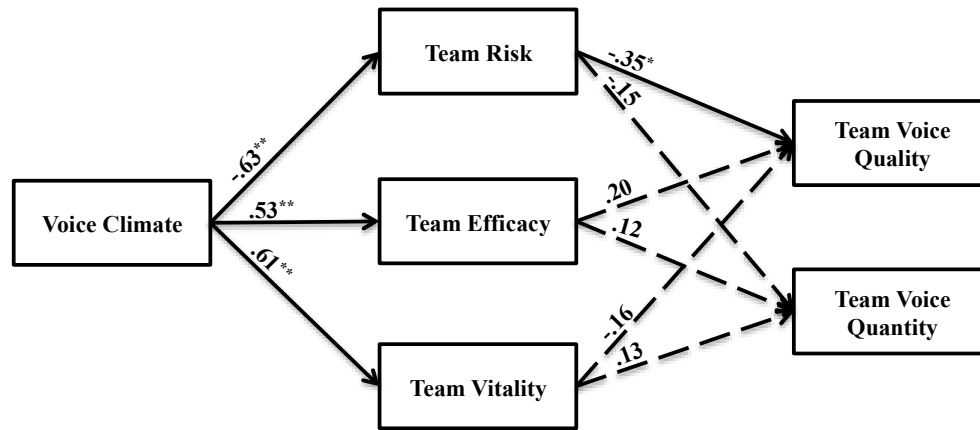 Team Risk
-.35*
-.15
Team Voice
Quality
-.63**
.20
Voice Climate
.53**
Team Efficacy
.12
.61**
Team Voice
Quantity
-.16
.13
Team Vitality